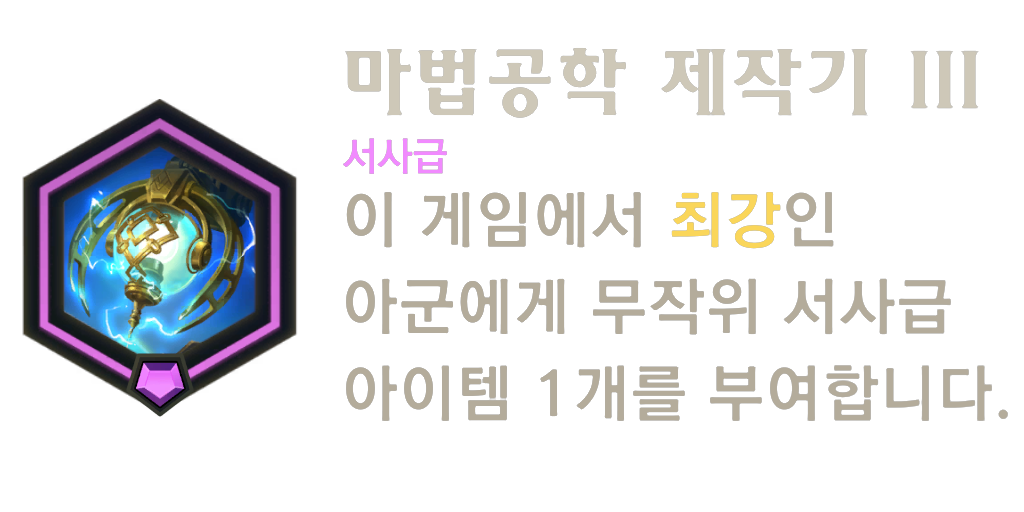 마법공학 제작기 III
서사급
이 게임에서 최강인
아군에게 무작위 서사급
아이템 1개를 부여합니다.